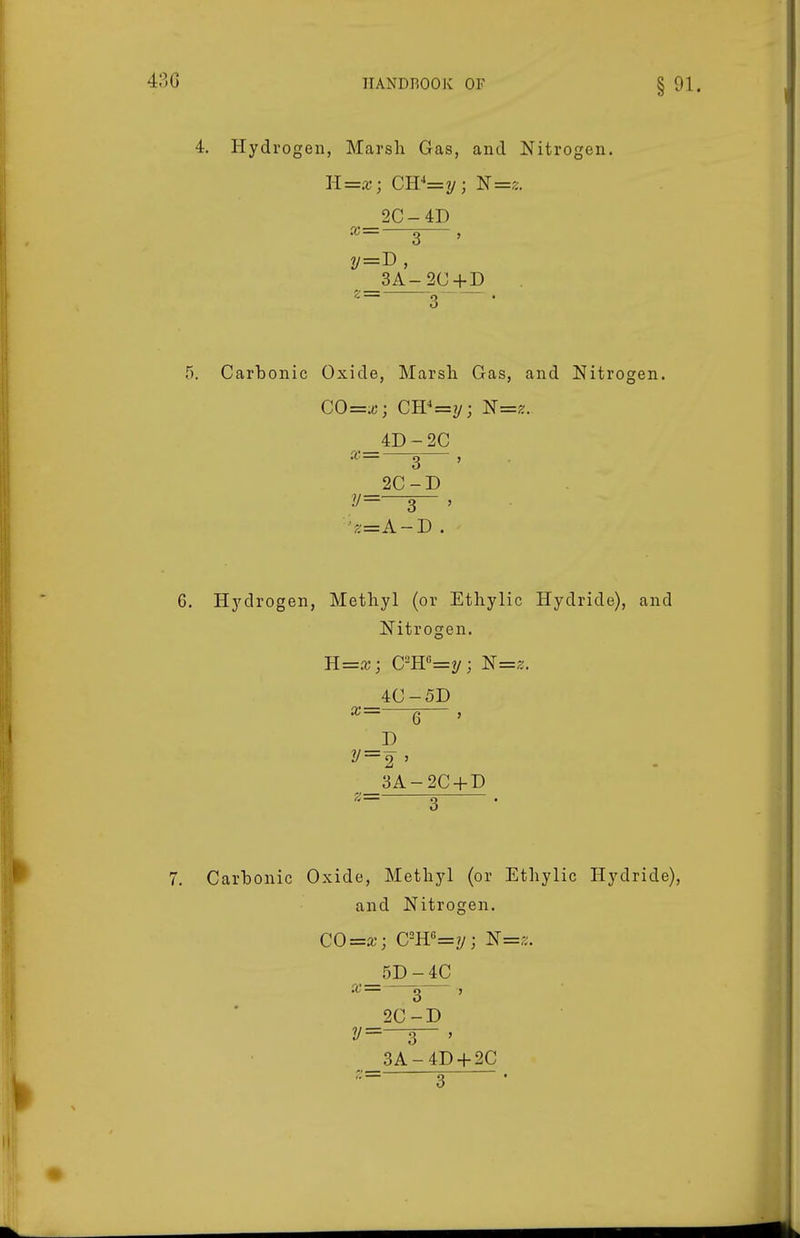 436 HANDBOOK OF § 91.
4. Hydrogen, Marsh Gas, and Nitrogen.
H=x; CH⁴=y; N=z.
x=(2C-4D)/3,
y=D,
z=(3A-2C+D)/3.
5. Carbonic Oxide, Marsh Gas, and Nitrogen.
CO=x; CH⁴=y; N=z.
x=(4D-2C)/3,
y=(2C-D)/3,
z=A-D.
6. Hydrogen, Methyl (or Ethylic Hydride), and
Nitrogen.
H=x; C²H⁶=y; N=z.
x=(4C-5D)/6,
y=D/2,
z=(3A-2C+D)/3.
7. Carbonic Oxide, Methyl (or Ethylic Hydride),
and Nitrogen.
CO=x; C²H⁶=y; N=z.
x=(5D-4C)/3,
y=(2C-D)/3,
z=(3A-4D+2C)/3.